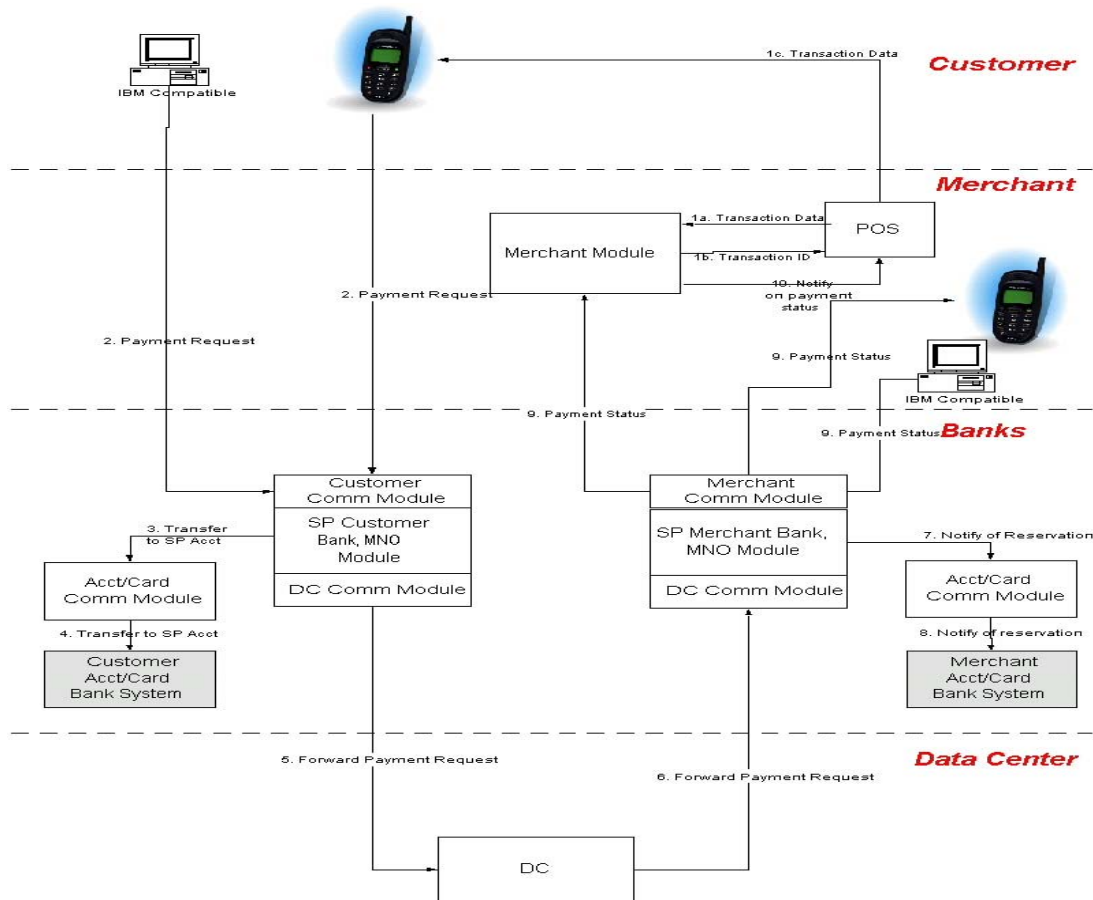 1c. Transaction Data
Customer
IBM Compatible
Merchant
1a. Transaction Data
POS
Merchant Module
1b. Transaction ID
2. Payment Request
10. Notify
on payment
status
2. Payment Request
9. Payment Status
IBM Compatible
9. Payment Status
9. Payment Status
Banks
Customer
Comm Module
Merchant
Comm Module
3. Transfer
to SP Acct
SP Customer
Bank, MNO
Module
SP Merchant Bank,
MNO Module
7. Notify of Reservation
Acct/Card
Comm Module
DC Comm Module
DC Comm Module
Acct/Card
Comm Module
4. Transfer to SP Acct
8. Notify of reservation
Customer
Acct/Card
Bank System
Merchant
Acct/Card
Bank System
Data Center
5. Forward Payment Request
6. Forward Payment Request
DC